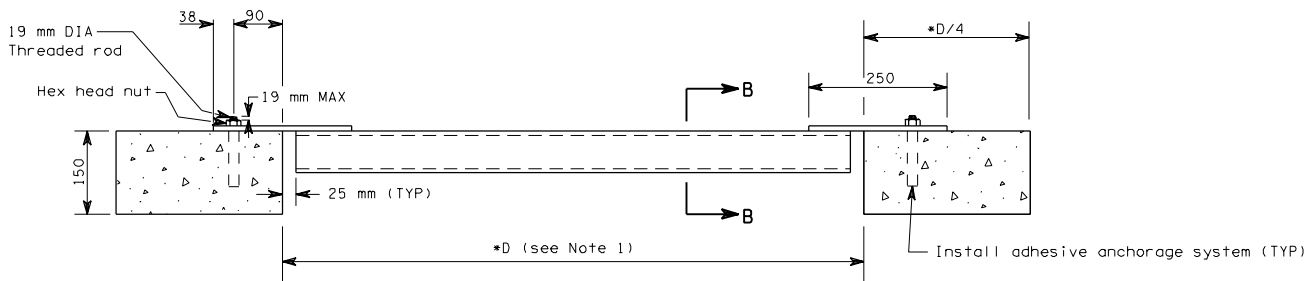 38
90
*D/4
19 mm DIA
Threaded rod
250
Hex head nut
19 mm MAX
B
150
25 mm (TYP)
B
*D (see Note 1)
Install adhesive anchorage system (TYP)